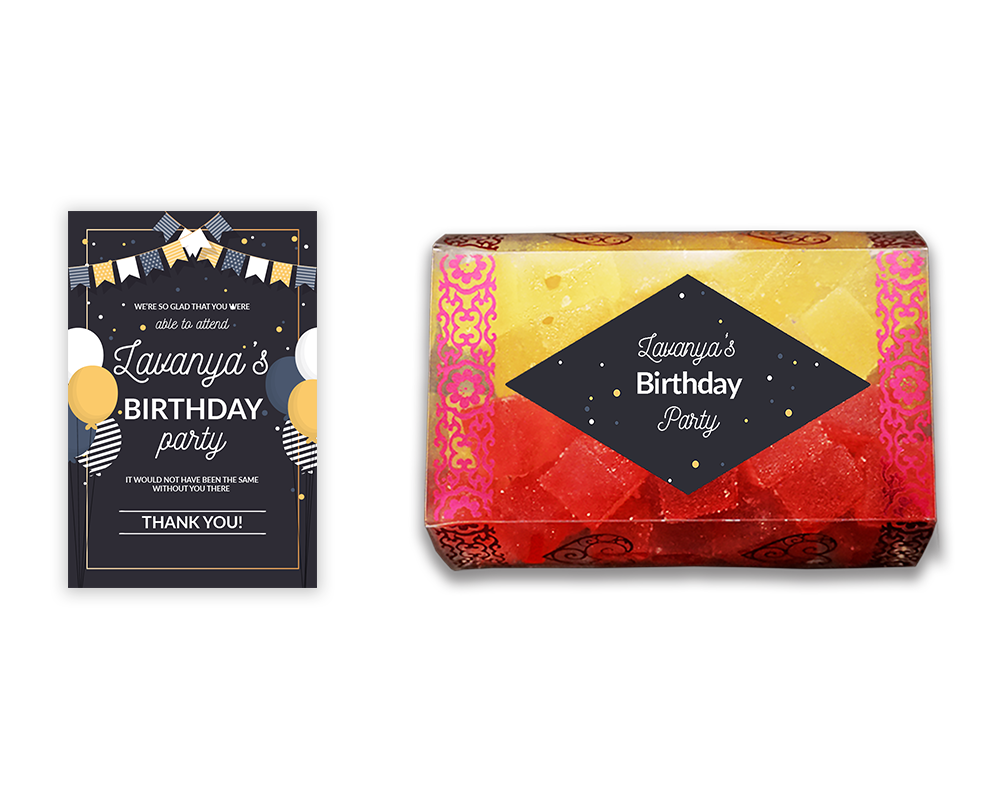 WE'RE SO GLAD THAT YOU WERE
able to attend
Lavanya's
BIRTHDAY
party
IT WOULD NOT HAVE BEEN THE SAME
WITHOUT YOU THERE
THANK YOU!
Lavanya's
Birthday
Party